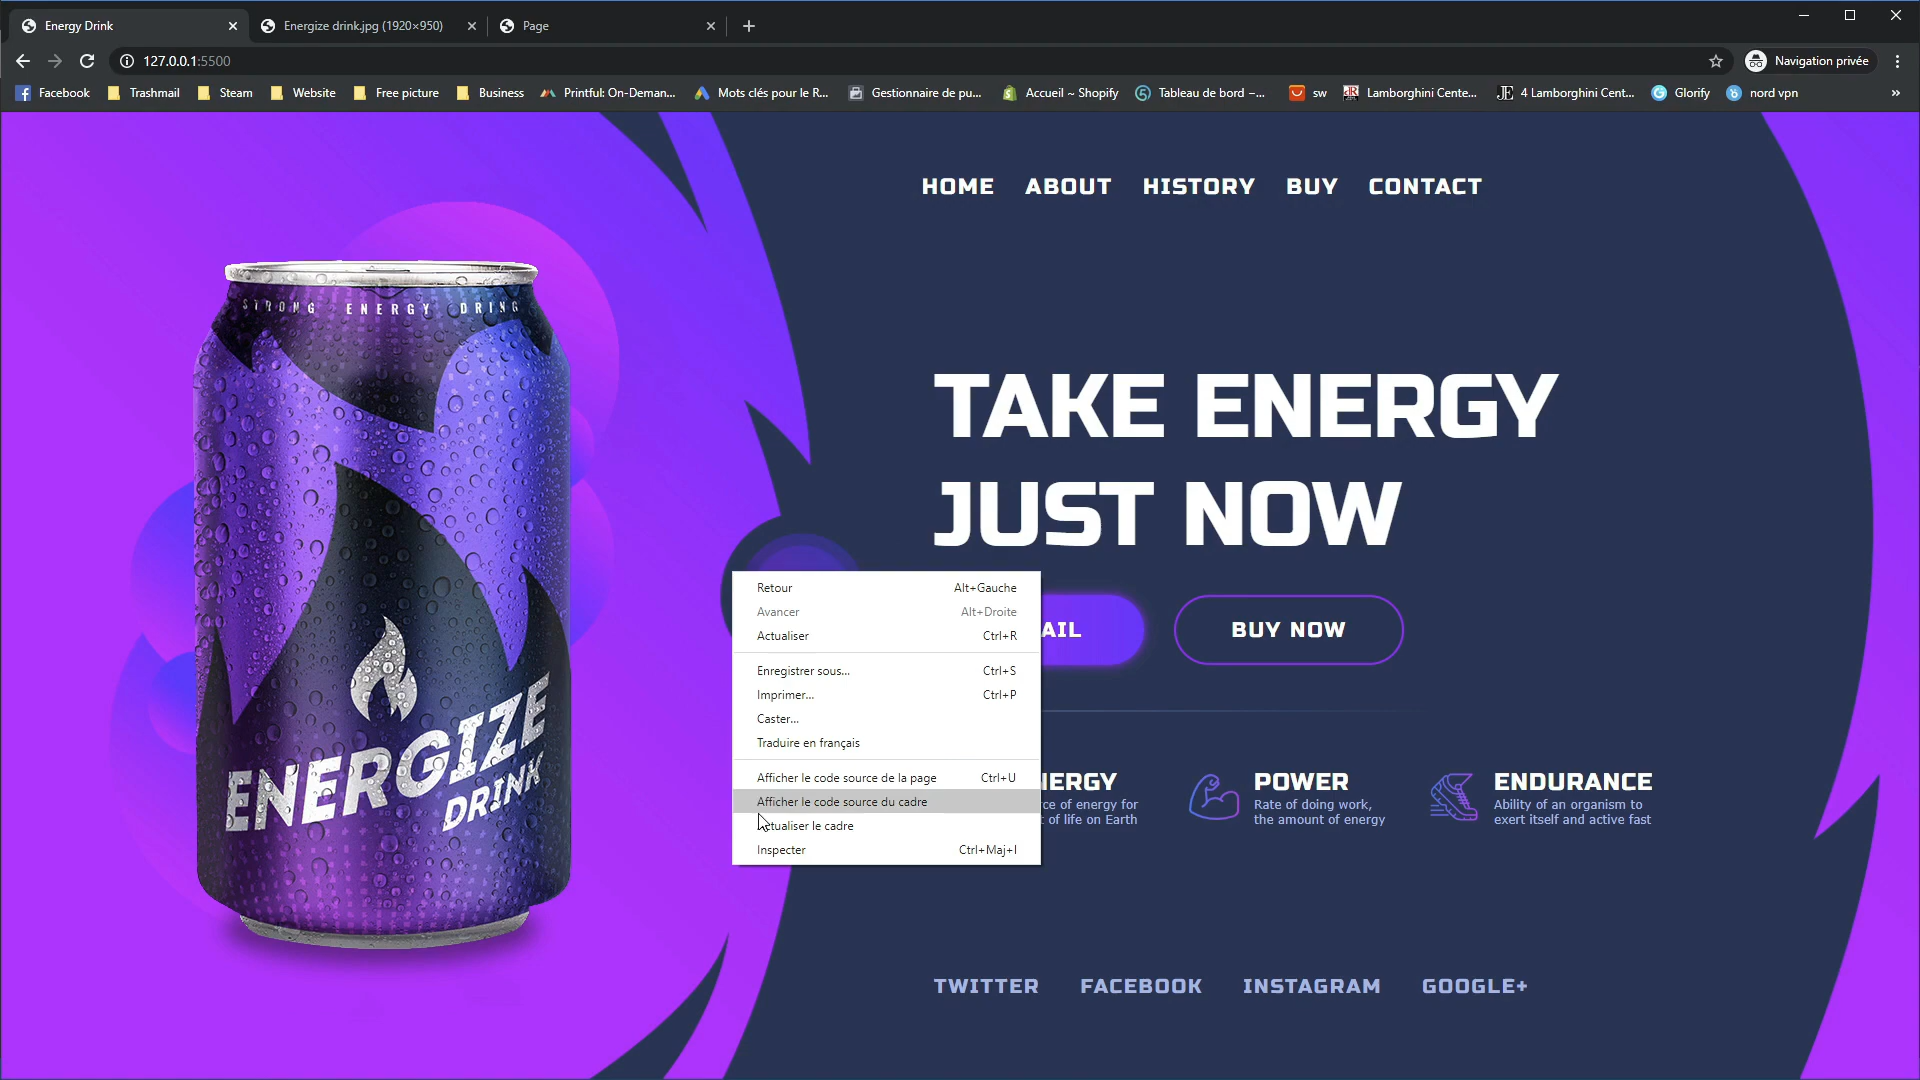 Energy Drink
Energize drink.jpg (1920×950)
Page
127.0.0.1:5500
Navigation privée
Facebook
Trashmail
Steam
Website
Free picture
Business
Printful: On-Deman...
Mots clés pour le R...
Gestionnaire de pu...
Accueil ~ Shopify
Tableau de bord –...
sw
Lamborghini Cente...
4 Lamborghini Cent...
Glorify
nord vpn
HOME ABOUT HISTORY BUY CONTACT
STRONG ENERGY DRING
TAKE ENERGY
JUST NOW
Retour Alt+Gauche
Avancer Alt+Droite
Actualiser Ctrl+R
Enregistrer sous... Ctrl+S
Imprimer... Ctrl+P
Caster...
Traduire en français
Afficher le code source de la page Ctrl+U
Afficher le code source du cadre
ctualiser le cadre
Inspecter Ctrl+Maj+I
AIL
BUY NOW
ENERGIZE
DRINK
NERGY
rce of energy for
t of life on Earth
POWER
Rate of doing work,
the amount of energy
ENDURANCE
Ability of an organism to
exert itself and active fast
TWITTER FACEBOOK INSTAGRAM GOOGLE+